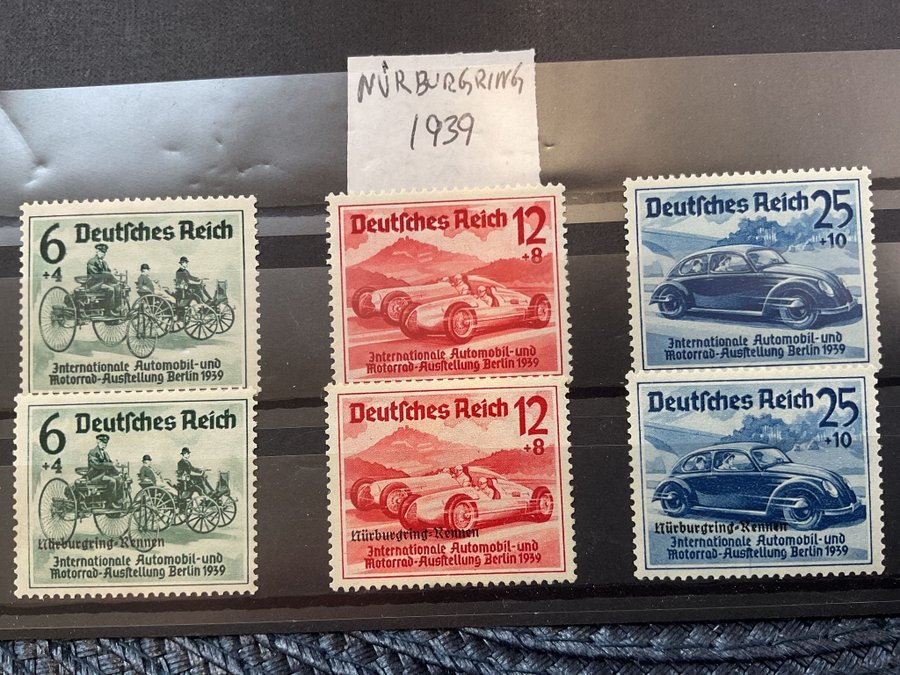 NÜRBURGRING
1939
6 Deutsches Reich
+4
Internationale Automobil-und
Motorrad-Ausstellung Berlin 1939
Deutsches Reich 12
+8
Internationale Automobil-und
Motorrad-Ausstellung Berlin 1939
Deutsches Reich 25
+10
Internationale Automobil-und
Motorrad-Ausstellung Berlin 1939
6 Deutsches Reich
+4
Nürburgring-Rennen
Internationale Automobil-und
Motorrad-Ausstellung Berlin 1939
Deutsches Reich 12
+8
Nürburgring-Rennen
Internationale Automobil-und
Motorrad-Ausstellung Berlin 1939
Deutsches Reich 25
+10
Nürburgring-Rennen
Internationale Automobil-und
Motorrad-Ausstellung Berlin 1939